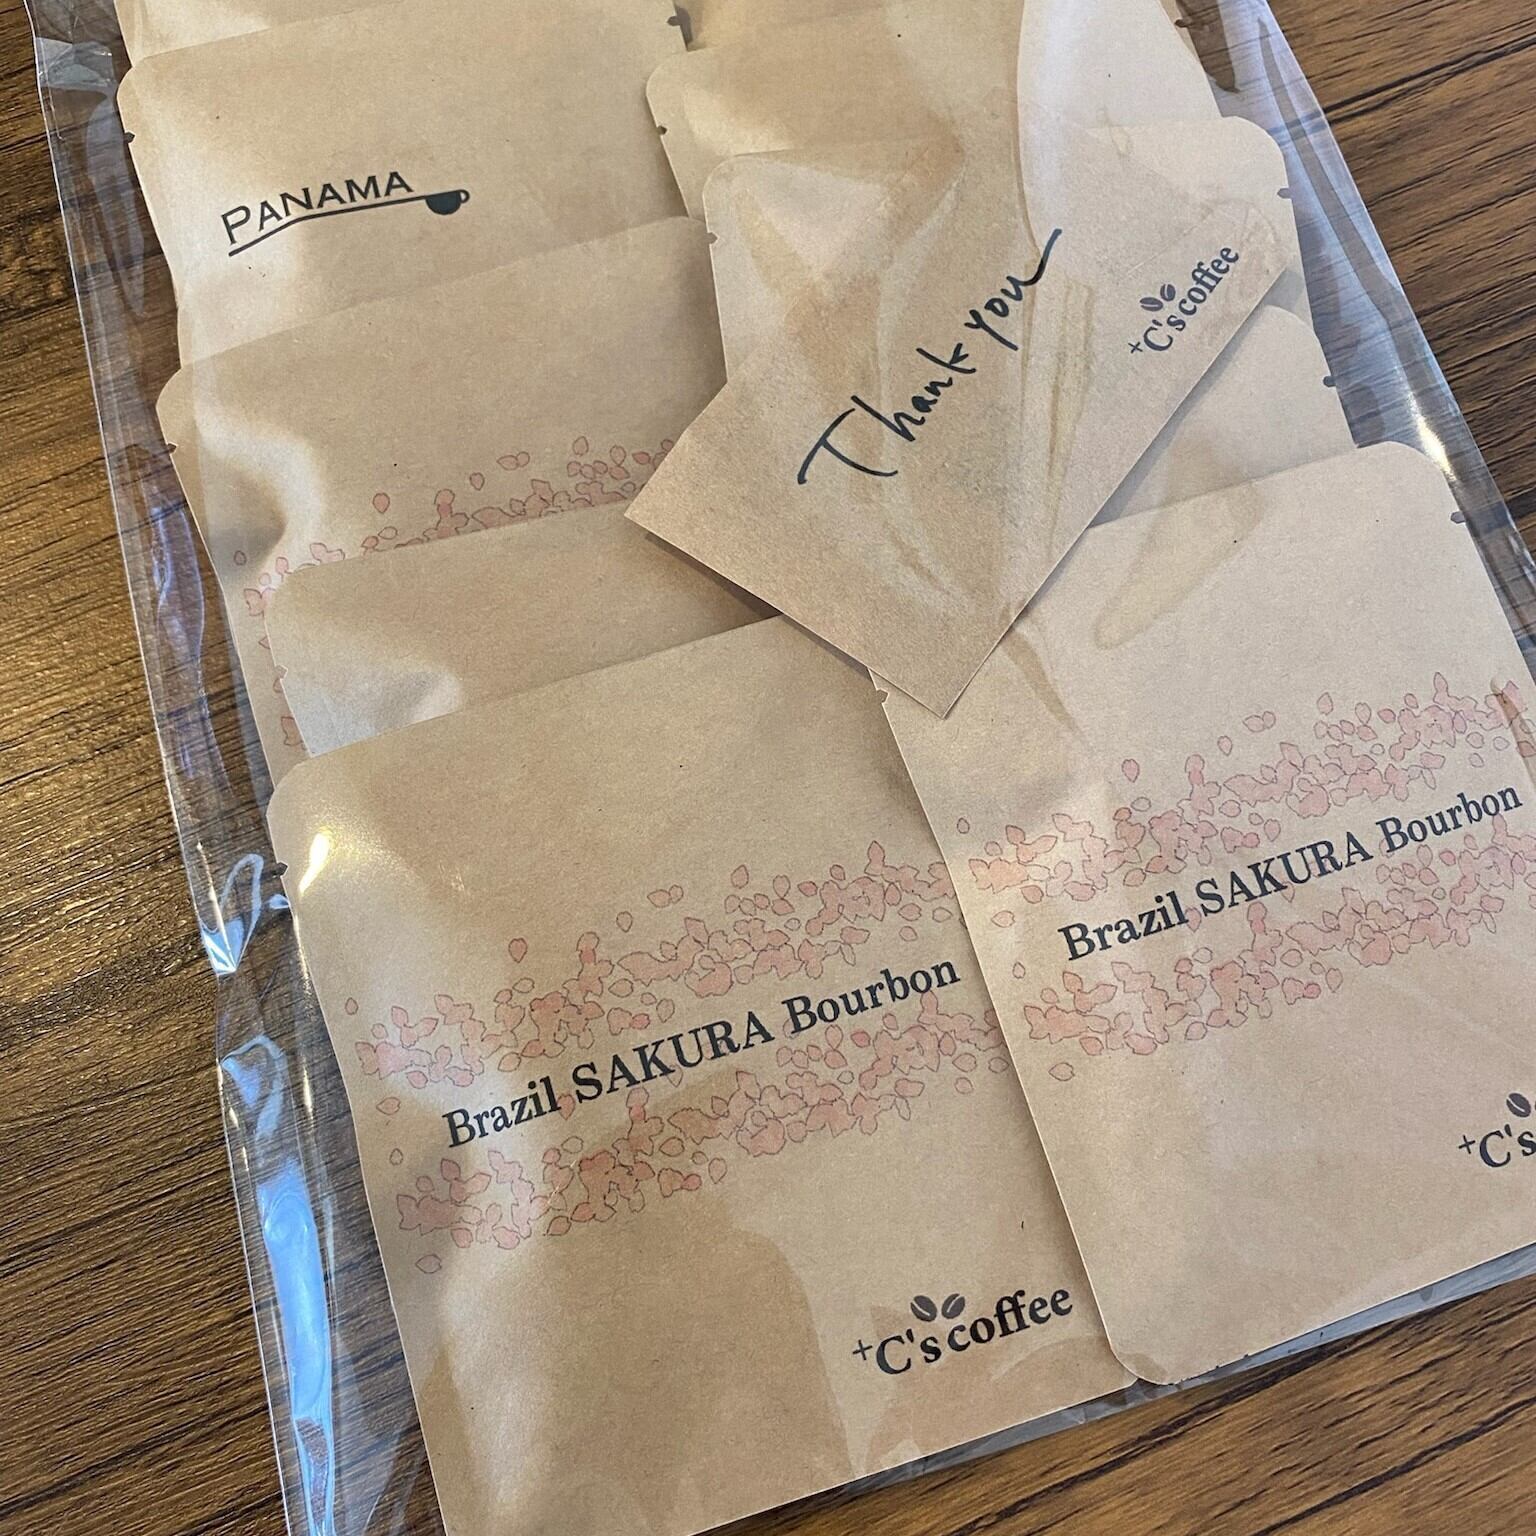 PANAMA
Thank you
+C's coffee
Brazil SAKURA Bourbon
+C's
Brazil SAKURA Bourbon
+C's coffee